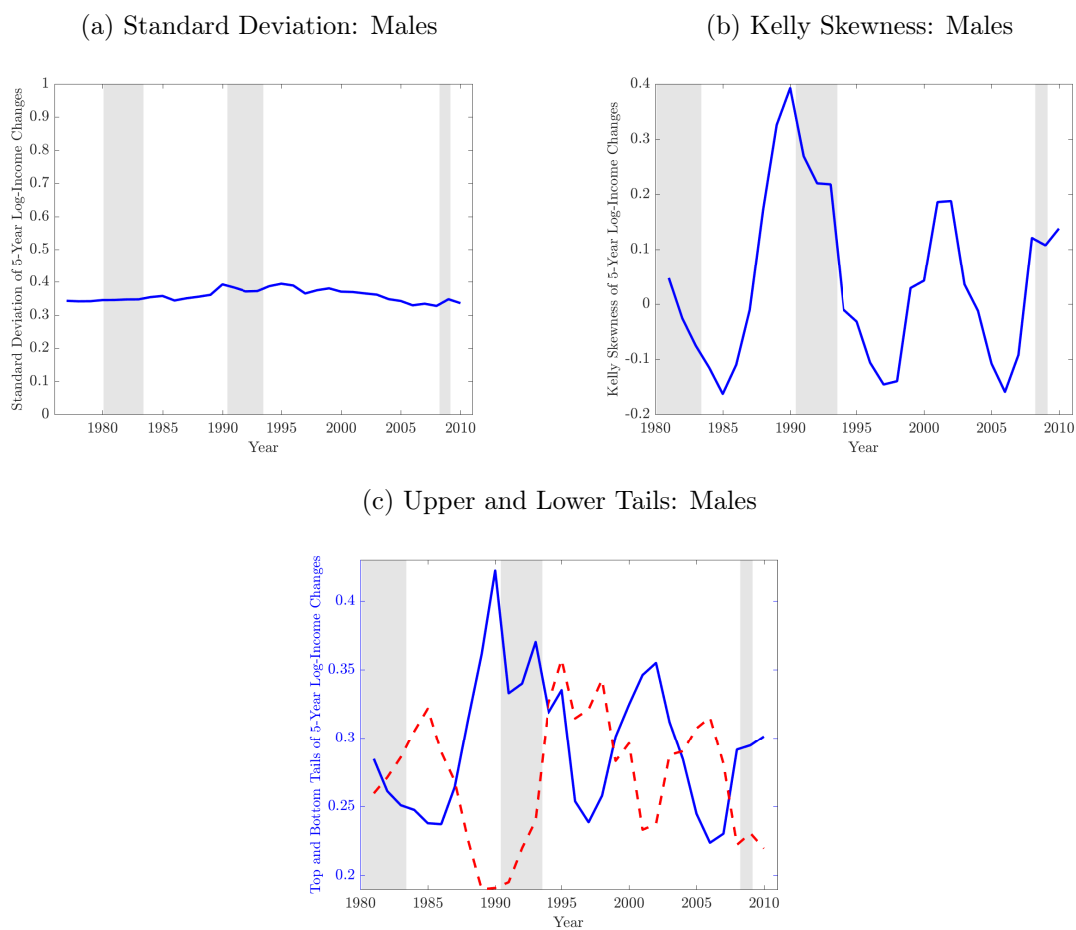 (a) Standard Deviation: Males
Standard Deviation of 5-Year Log-Income Changes
1
0.9
0.8
0.7
0.6
0.5
0.4
0.3
0.2
0.1
0
1980 1985 1990 1995 2000 2005 2010
Year
(b) Kelly Skewness: Males
Kelly Skewness of 5-Year Log-Income Changes
0.4
0.3
0.2
0.1
0
-0.1
-0.2
1980 1985 1990 1995 2000 2005 2010
Year
(c) Upper and Lower Tails: Males
Top and Bottom Tails of 5-Year Log-Income Changes
0.4
0.35
0.3
0.25
0.2
1980 1985 1990 1995 2000 2005 2010
Year